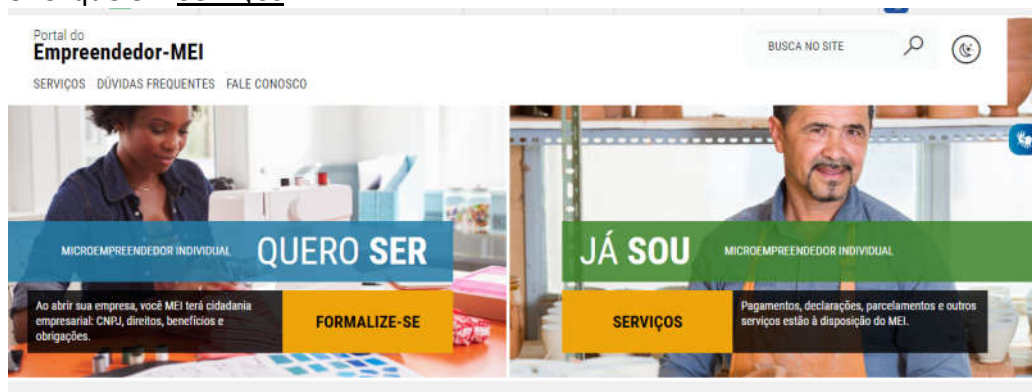 Portal do
Empreendedor-MEI
BUSCA NO SITE
SERVIÇOS DÚVIDAS FREQUENTES FALE CONOSCO
MICROEMPREENDEDOR INDIVIDUAL QUERO SER
Ao abrir sua empresa, você MEI terá cidadania
empresarial: CNPJ, direitos, benefícios e
obrigações.
FORMALIZE-SE
JÁ SOU MICROEMPREENDEDOR INDIVIDUAL
SERVIÇOS
Pagamentos, declarações, parcelamentos e outros
serviços estão à disposição do MEI.